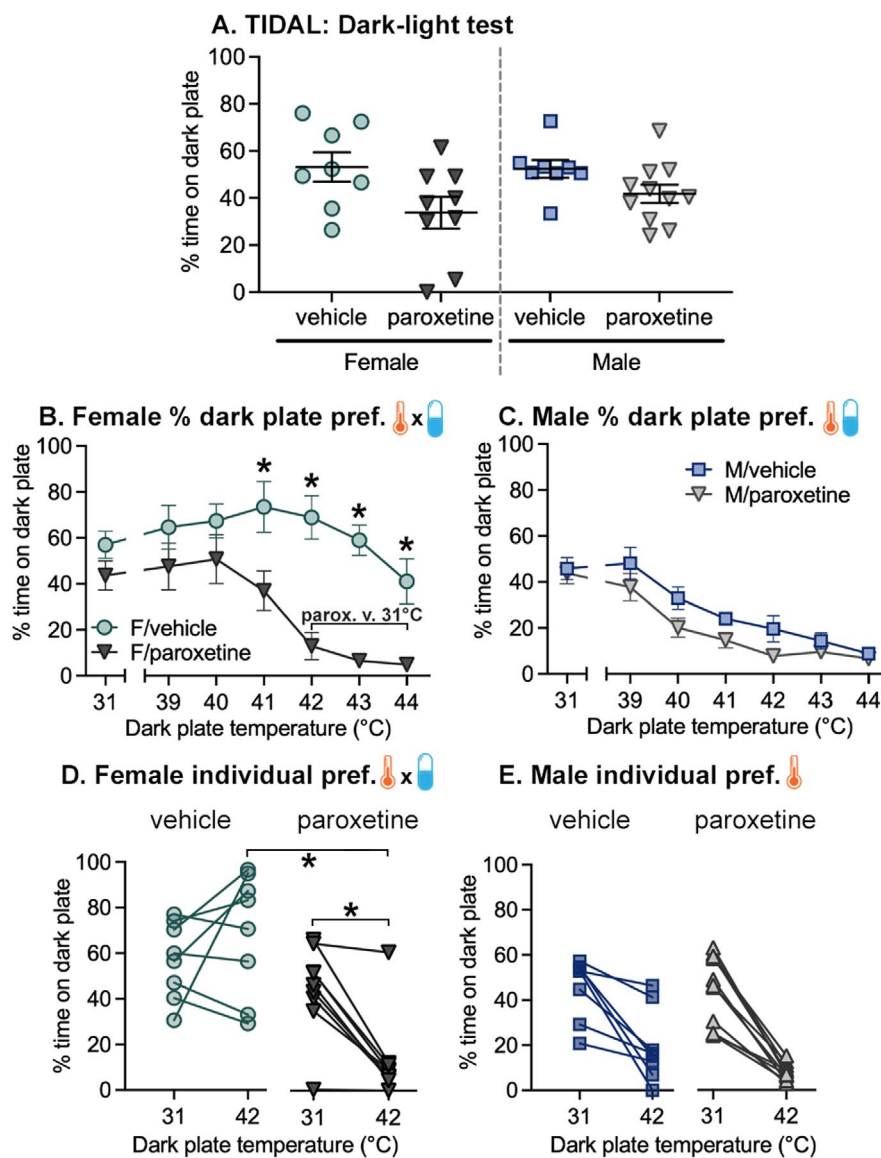 A. TIDAL: Dark-light test
% time on dark plate
100
80
60
40
20
0
vehicle paroxetine vehicle paroxetine
Female Male
B. Female % dark plate pref. x
% time on dark plate
100
80
60
40
20
0
* * * *
parox. v. 31°C
F/vehicle
F/paroxetine
31 39 40 41 42 43 44
Dark plate temperature (°C)
C. Male % dark plate pref.
% time on dark plate
100
80
60
40
20
0
M/vehicle
M/paroxetine
31 39 40 41 42 43 44
Dark plate temperature (°C)
D. Female individual pref. x
vehicle paroxetine
% time on dark plate
100
80
60
40
20
0
*
*
31 42 31 42
Dark plate temperature (°C)
E. Male individual pref.
vehicle paroxetine
% time on dark plate
100
80
60
40
20
0
31 42 31 42
Dark plate temperature (°C)